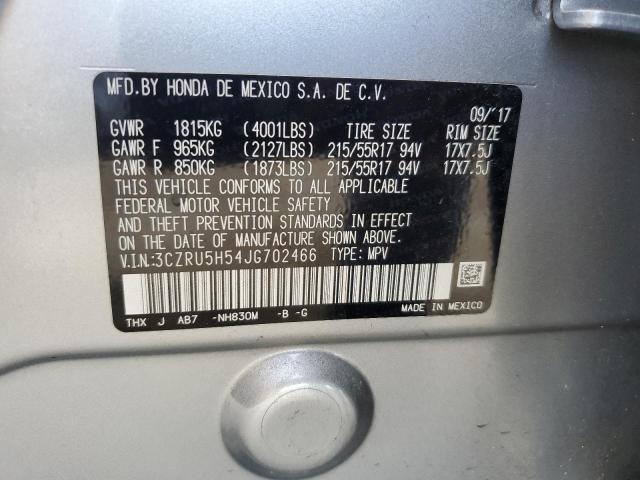 MFD.BY HONDA DE MEXICO S.A. DE C.V.
09/'17
GVWR 1815KG (4001LBS) TIRE SIZE RIM SIZE
GAWR F 965KG (2127LBS) 215/55R17 94V 17X7.5J
GAWR R 850KG (1873LBS) 215/55R17 94V 17X7.5J
THIS VEHICLE CONFORMS TO ALL APPLICABLE
FEDERAL MOTOR VEHICLE SAFETY
AND THEFT PREVENTION STANDARDS IN EFFECT
ON THE DATE OF MANUFACTURE SHOWN ABOVE.
V.I.N:3CZRU5H54JG702466 TYPE: MPV
THX J AB7 -NH830M -B -G MADE IN MEXICO